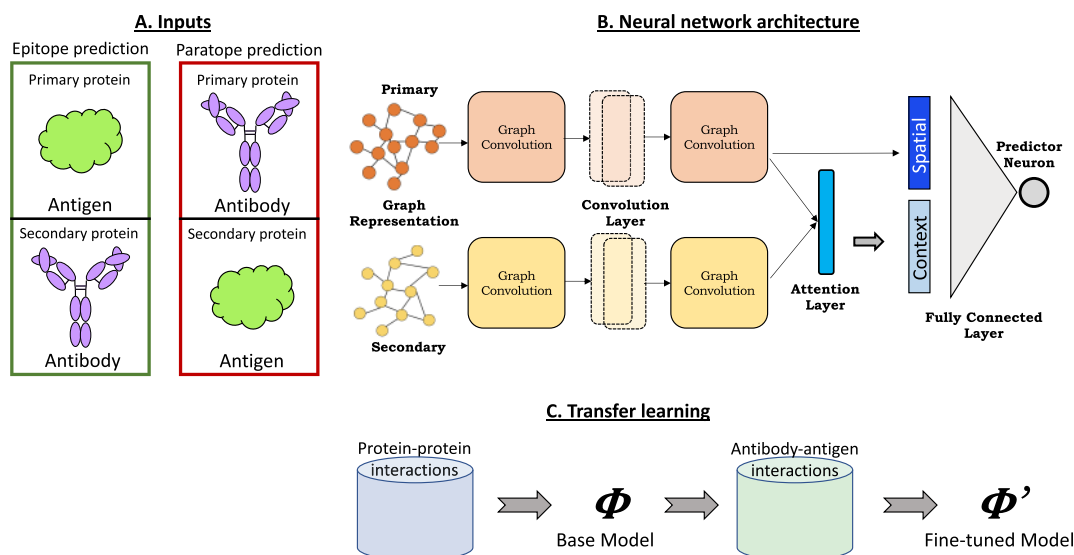 A. Inputs
Epitope prediction
Paratope prediction
Primary protein
Antigen
Secondary protein
Antibody
Primary protein
Antibody
Secondary protein
Antigen
B. Neural network architecture
Primary
Graph
Representation
Graph
Convolution
Convolution
Layer
Graph
Convolution
Secondary
Graph
Convolution
Graph
Convolution
Attention
Layer
Spatial
Context
Fully Connected
Layer
Predictor
Neuron
C. Transfer learning
Protein-protein
interactions
Φ
Base Model
Antibody-antigen
interactions
Φ’
Fine-tuned Model